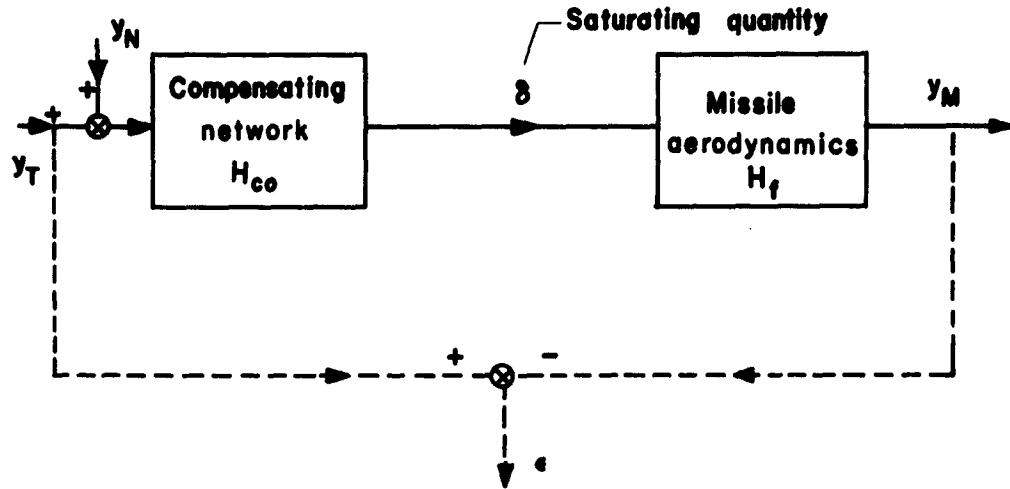 Saturating quantity
y_N
+
Compensating
network
H_co
δ
Missile
aerodynamics
H_f
y_M
+
y_T
+
−
ε